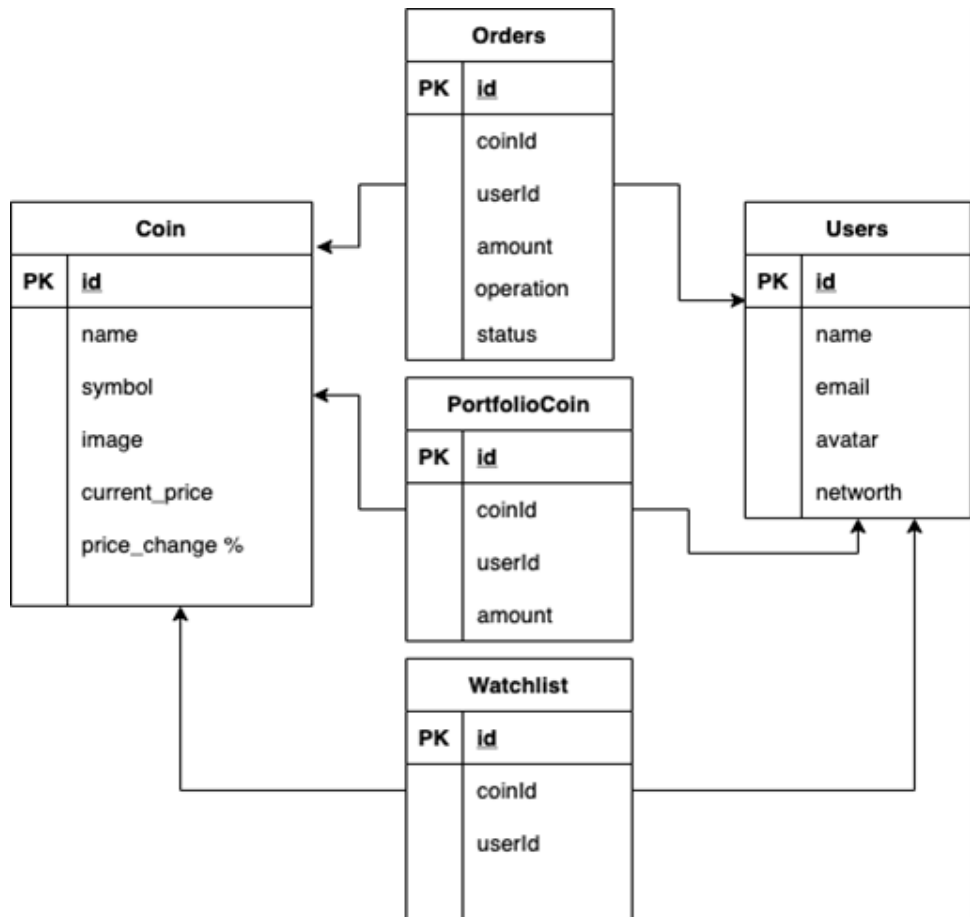 Orders
PK id
coinId
userId
amount
operation
status
Coin
PK id
name
symbol
image
current_price
price_change %
Users
PK id
name
email
avatar
networth
PortfolioCoin
PK id
coinId
userId
amount
Watchlist
PK id
coinId
userId